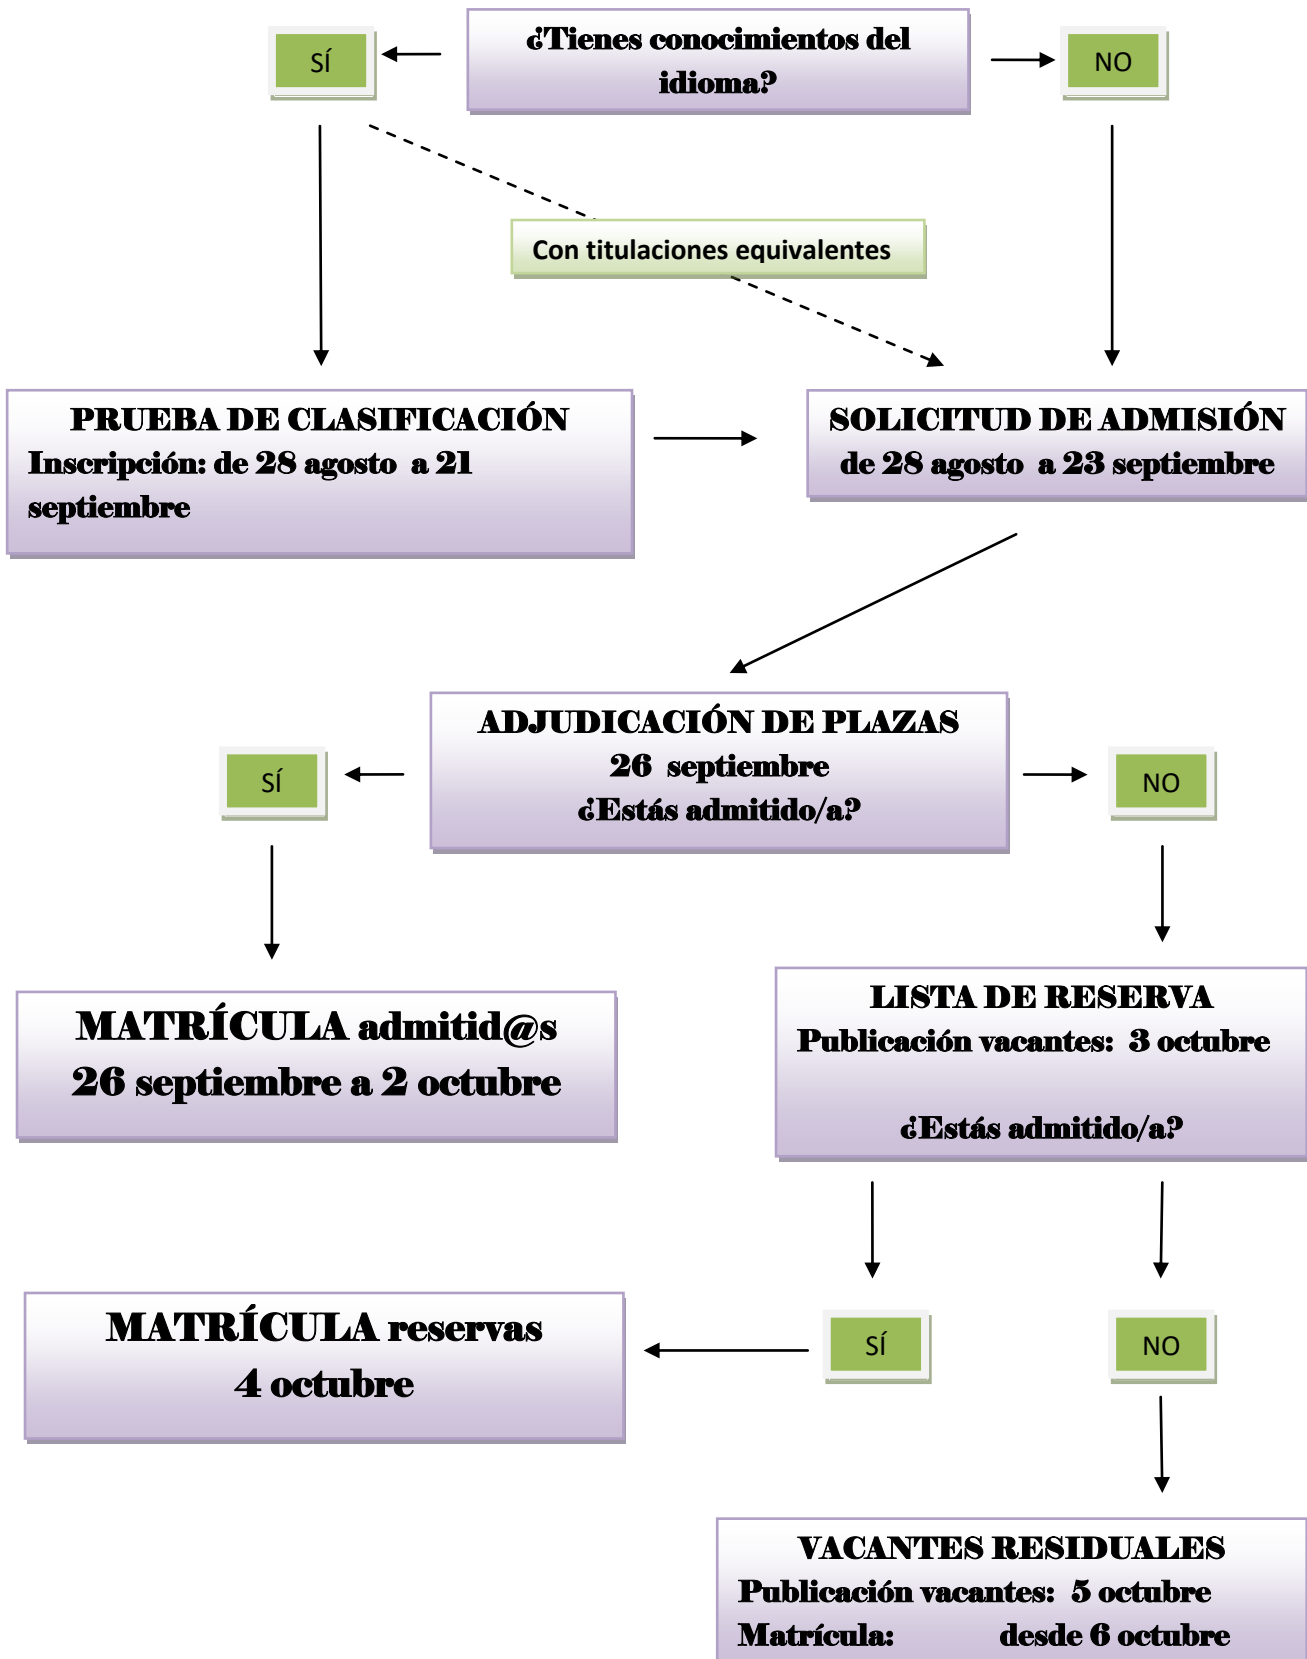 ¿Tienes conocimientos del
idioma?
SÍ
NO
Con titulaciones equivalentes
PRUEBA DE CLASIFICACIÓN
Inscripción: de 28 agosto a 21
septiembre
SOLICITUD DE ADMISIÓN
de 28 agosto a 23 septiembre
ADJUDICACIÓN DE PLAZAS
26 septiembre
¿Estás admitido/a?
SÍ
NO
MATRÍCULA admitid@s
26 septiembre a 2 octubre
LISTA DE RESERVA
Publicación vacantes: 3 octubre
¿Estás admitido/a?
MATRÍCULA reservas
4 octubre
SÍ
NO
VACANTES RESIDUALES
Publicación vacantes: 5 octubre
Matrícula: desde 6 octubre